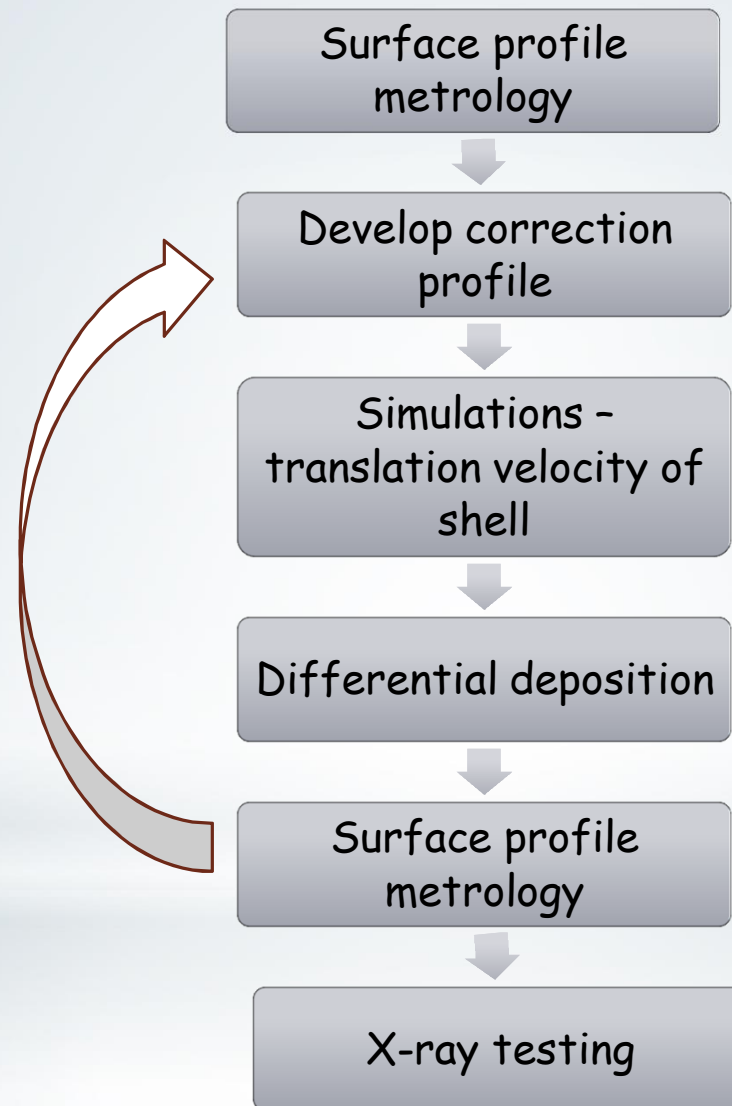 Surface profile
metrology
Develop correction
profile
Simulations –
translation velocity of
shell
Differential deposition
Surface profile
metrology
X-ray testing